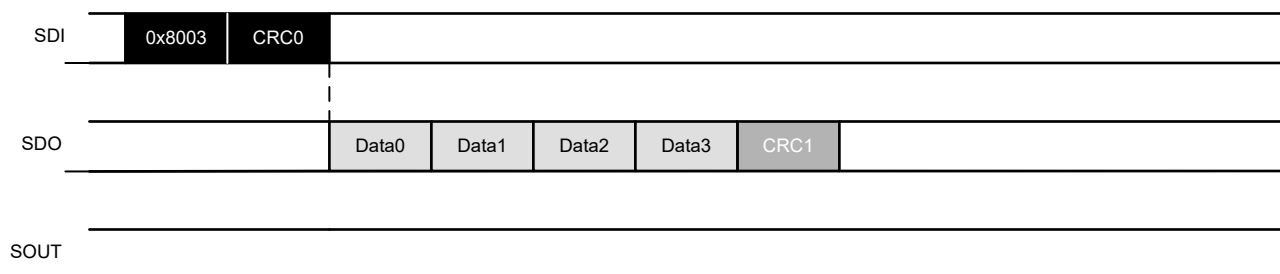 SDI 0x8003 CRC0
SDO Data0 Data1 Data2 Data3 CRC1
SOUT